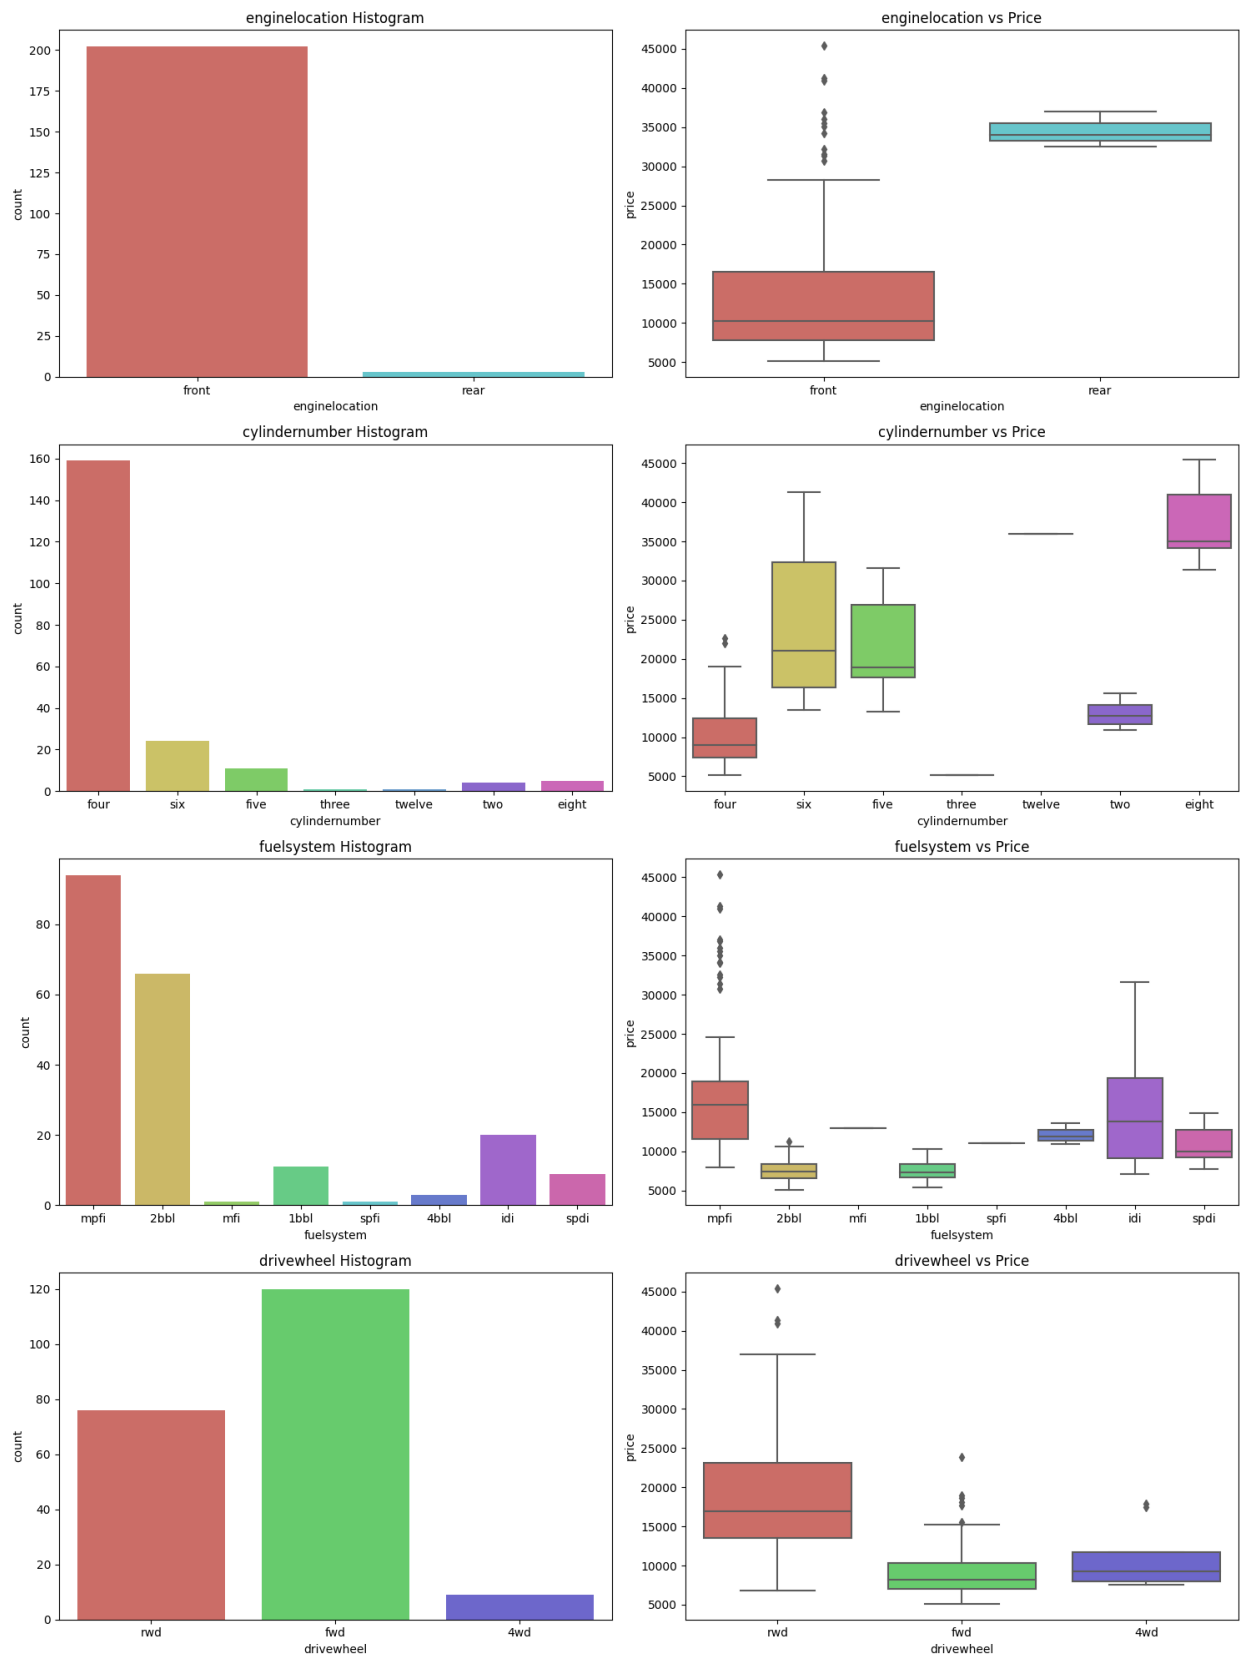 enginelocation Histogram
200
175
150
125
100
75
50
25
0
count
front rear
enginelocation
enginelocation vs Price
45000
40000
35000
30000
25000
20000
15000
10000
5000
price
front rear
enginelocation
cylindernumber Histogram
160
140
120
100
80
60
40
20
0
count
four six five three twelve two eight
cylindernumber
cylindernumber vs Price
45000
40000
35000
30000
25000
20000
15000
10000
5000
price
four six five three twelve two eight
cylindernumber
fuelsystem Histogram
80
60
40
20
0
count
mpfi 2bbl mfi 1bbl spfi 4bbl idi spdi
fuelsystem
fuelsystem vs Price
45000
40000
35000
30000
25000
20000
15000
10000
5000
price
mpfi 2bbl mfi 1bbl spfi 4bbl idi spdi
fuelsystem
drivewheel Histogram
120
100
80
60
40
20
0
count
rwd fwd 4wd
drivewheel
drivewheel vs Price
45000
40000
35000
30000
25000
20000
15000
10000
5000
price
rwd fwd 4wd
drivewheel